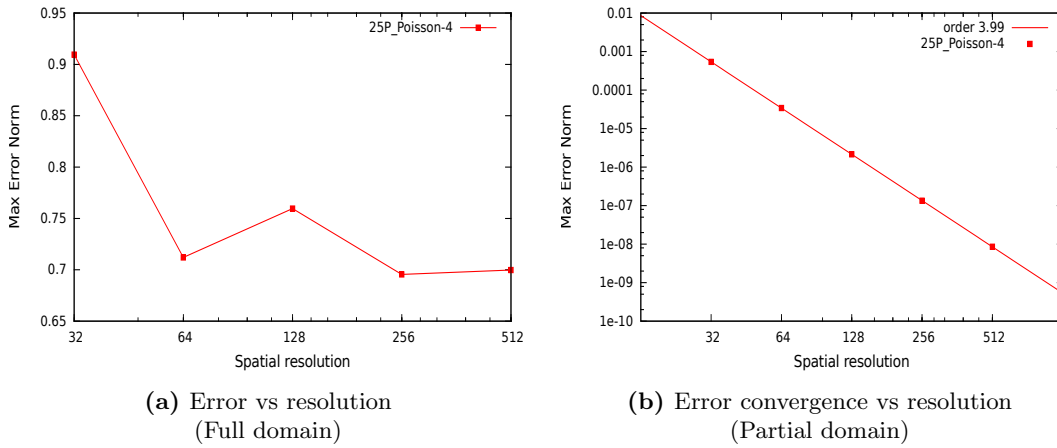 0.95
0.9
0.85
0.8
0.75
0.7
0.65
Max Error Norm
25P_Poisson-4
32
64
128
256
512
Spatial resolution
(a) Error vs resolution
(Full domain)
0.01
0.001
0.0001
1e-05
1e-06
1e-07
1e-08
1e-09
1e-10
Max Error Norm
order 3.99
25P_Poisson-4
32
64
128
256
512
Spatial resolution
(b) Error convergence vs resolution
(Partial domain)